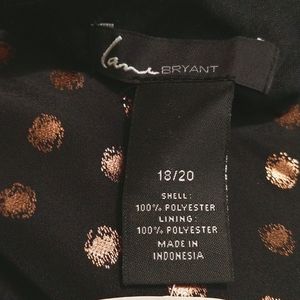 Lane BRYANT
18/20
SHELL:
100% POLYESTER
LINING:
100% POLYESTER
MADE IN
INDONESIA